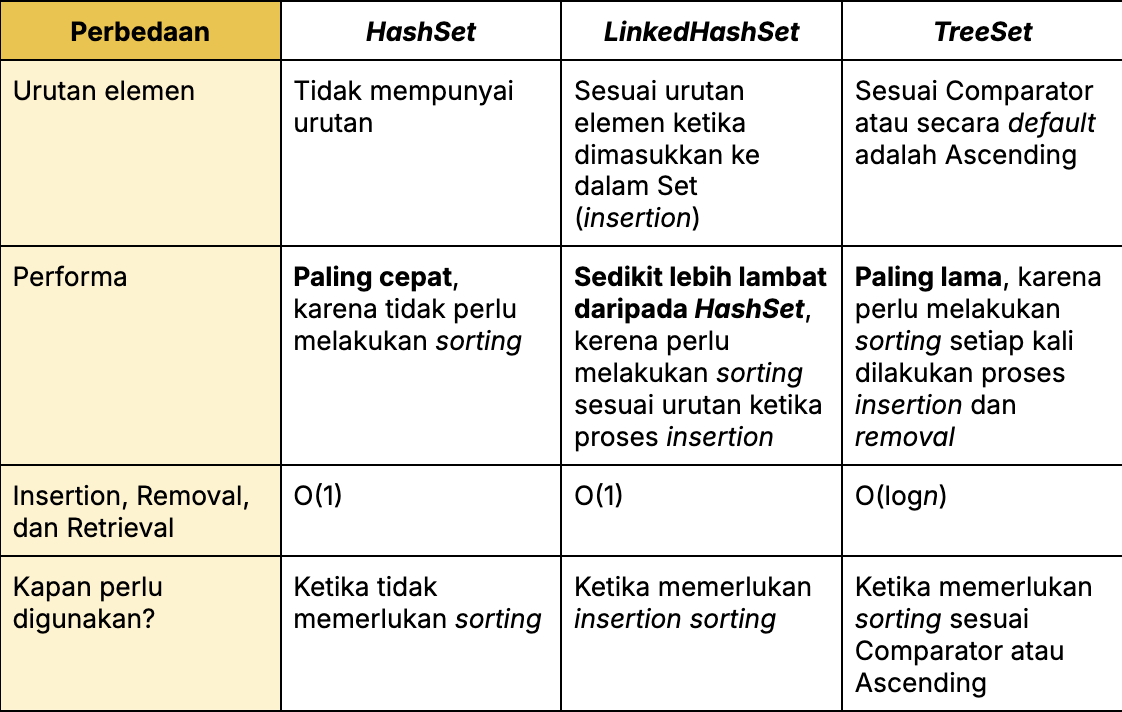 Perbedaan
HashSet
LinkedHashSet
TreeSet
Urutan elemen
Tidak mempunyai
urutan
Sesuai urutan
elemen ketika
dimasukkan ke
dalam Set
(insertion)
Sesuai Comparator
atau secara default
adalah Ascending
Performa
Paling cepat,
karena tidak perlu
melakukan sorting
Sedikit lebih lambat
daripada HashSet,
kerena perlu
melakukan sorting
sesuai urutan ketika
proses insertion
Paling lama, karena
perlu melakukan
sorting setiap kali
dilakukan proses
insertion dan
removal
Insertion, Removal,
dan Retrieval
O(1)
O(1)
O(logn)
Kapan perlu
digunakan?
Ketika tidak
memerlukan sorting
Ketika memerlukan
insertion sorting
Ketika memerlukan
sorting sesuai
Comparator atau
Ascending